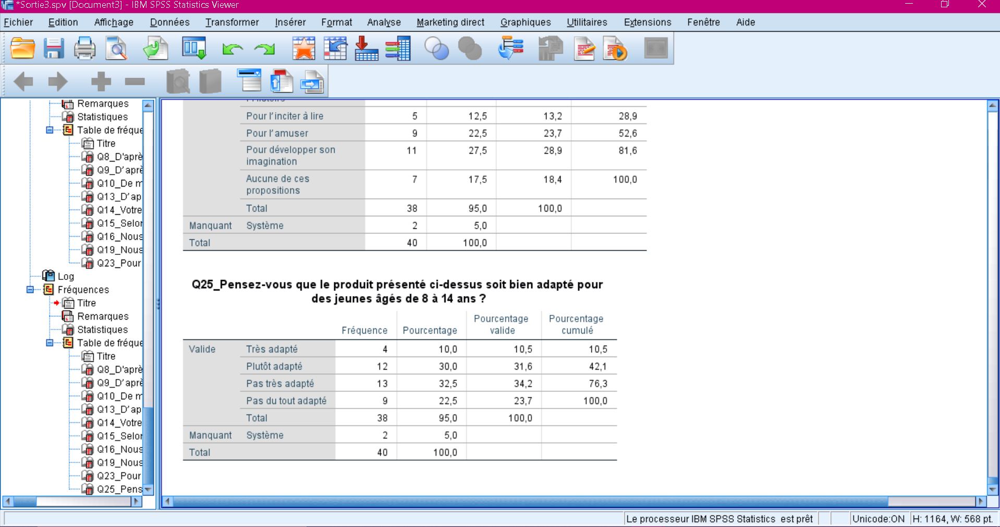 *Sortie3.spv [Document3] - IBM SPSS Statistics Viewer
Fichier Edition Affichage Données Transformer Insérer Format Analyse Marketing direct Graphiques Utilitaires Extensions Fenêtre Aide
Remarques
Statistiques
Table de fréque
Titre
Q8_D'aprè
Q9_D'aprè
Q10_De m
Q13_D'ap
Q14_Votre
Q15_Selon
Q16_Nous
Q19_Nous
Q23_Pour
Log
Fréquences
Titre
Remarques
Statistiques
Table de fréque
Titre
Q8_D'aprè
Q9_D'aprè
Q10_De m
Q13_D'ap
Q14_Votre
Q15_Selon
Q16_Nous
Q19_Nous
Q23_Pour
Q25_Pens
Pour l'inciter à lire 5 12,5 13,2 28,9
Pour l'amuser 9 22,5 23,7 52,6
Pour développer son
imagination 11 27,5 28,9 81,6
Aucune de ces
propositions 7 17,5 18,4 100,0
Total 38 95,0 100,0
Manquant Système 2 5,0
Total 40 100,0
Q25_Pensez-vous que le produit présenté ci-dessus soit bien adapté pour
des jeunes âgés de 8 à 14 ans ?
Fréquence Pourcentage Pourcentage valide Pourcentage cumulé
Valide Très adapté 4 10,0 10,5 10,5
Plutôt adapté 12 30,0 31,6 42,1
Pas très adapté 13 32,5 34,2 76,3
Pas du tout adapté 9 22,5 23,7 100,0
Total 38 95,0 100,0
Manquant Système 2 5,0
Total 40 100,0
Le processeur IBM SPSS Statistics est prêt Unicode:ON H: 1164, W: 568 pt.